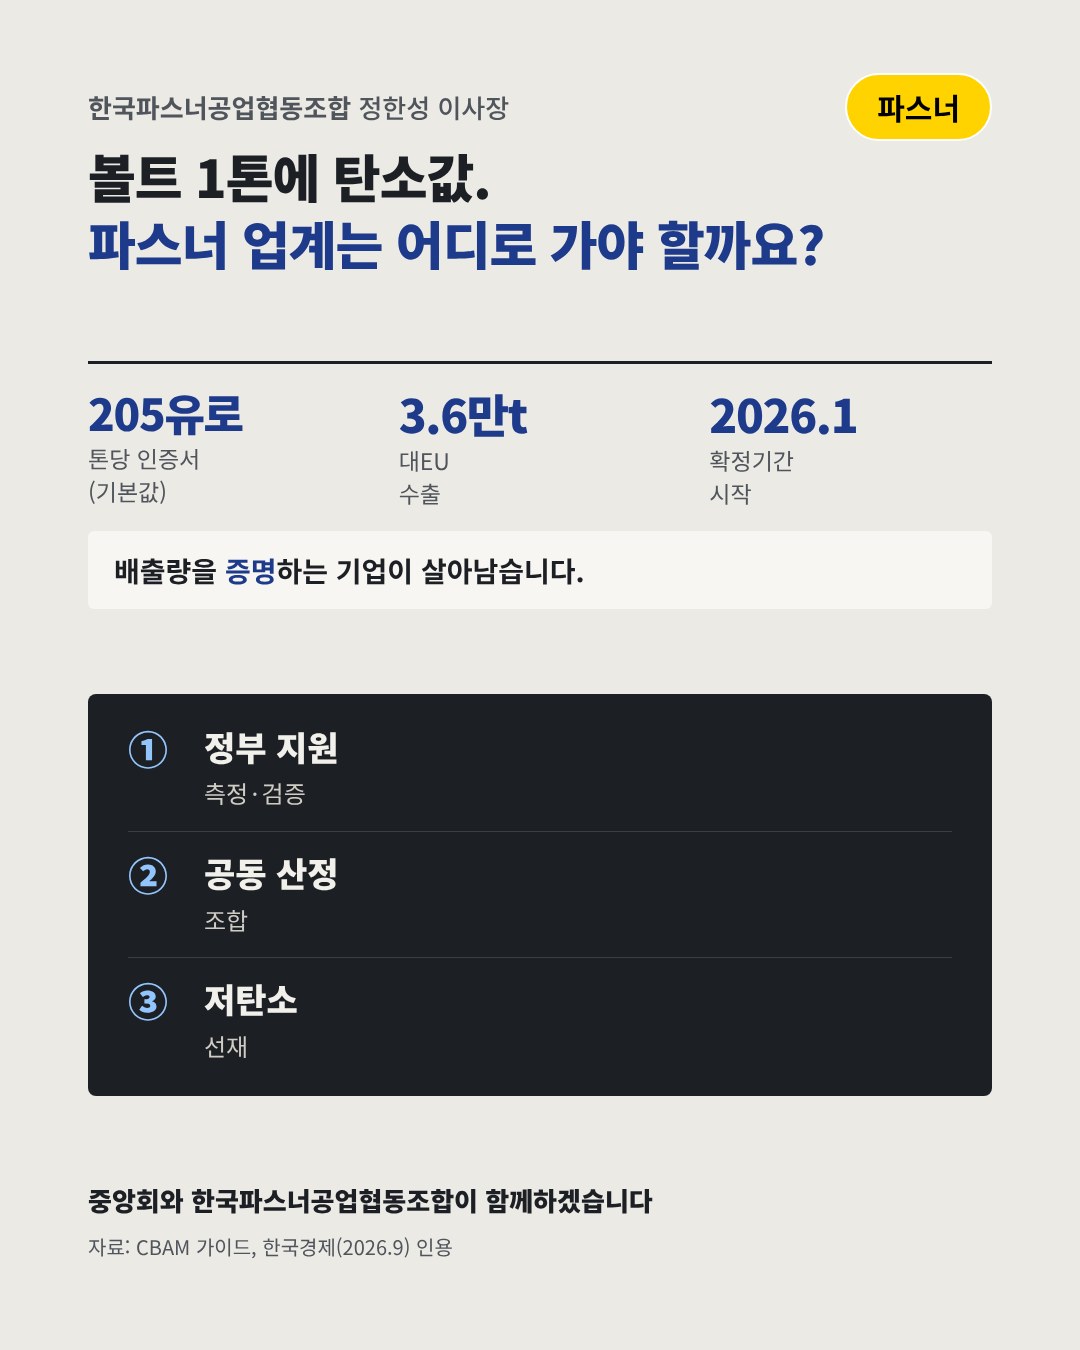 한국파스너공업협동조합 정한성 이사장
파스너
볼트 1톤에 탄소값.
파스너 업계는 어디로 가야 할까요?
205유로
톤당 인증서
(기본값)
3.6만t
대EU
수출
2026.1
확정기간
시작
배출량을 증명하는 기업이 살아남습니다.
① 정부 지원
측정·검증
② 공동 산정
조합
③ 저탄소
선재
중앙회와 한국파스너공업협동조합이 함께하겠습니다
자료: CBAM 가이드, 한국경제(2026.9) 인용